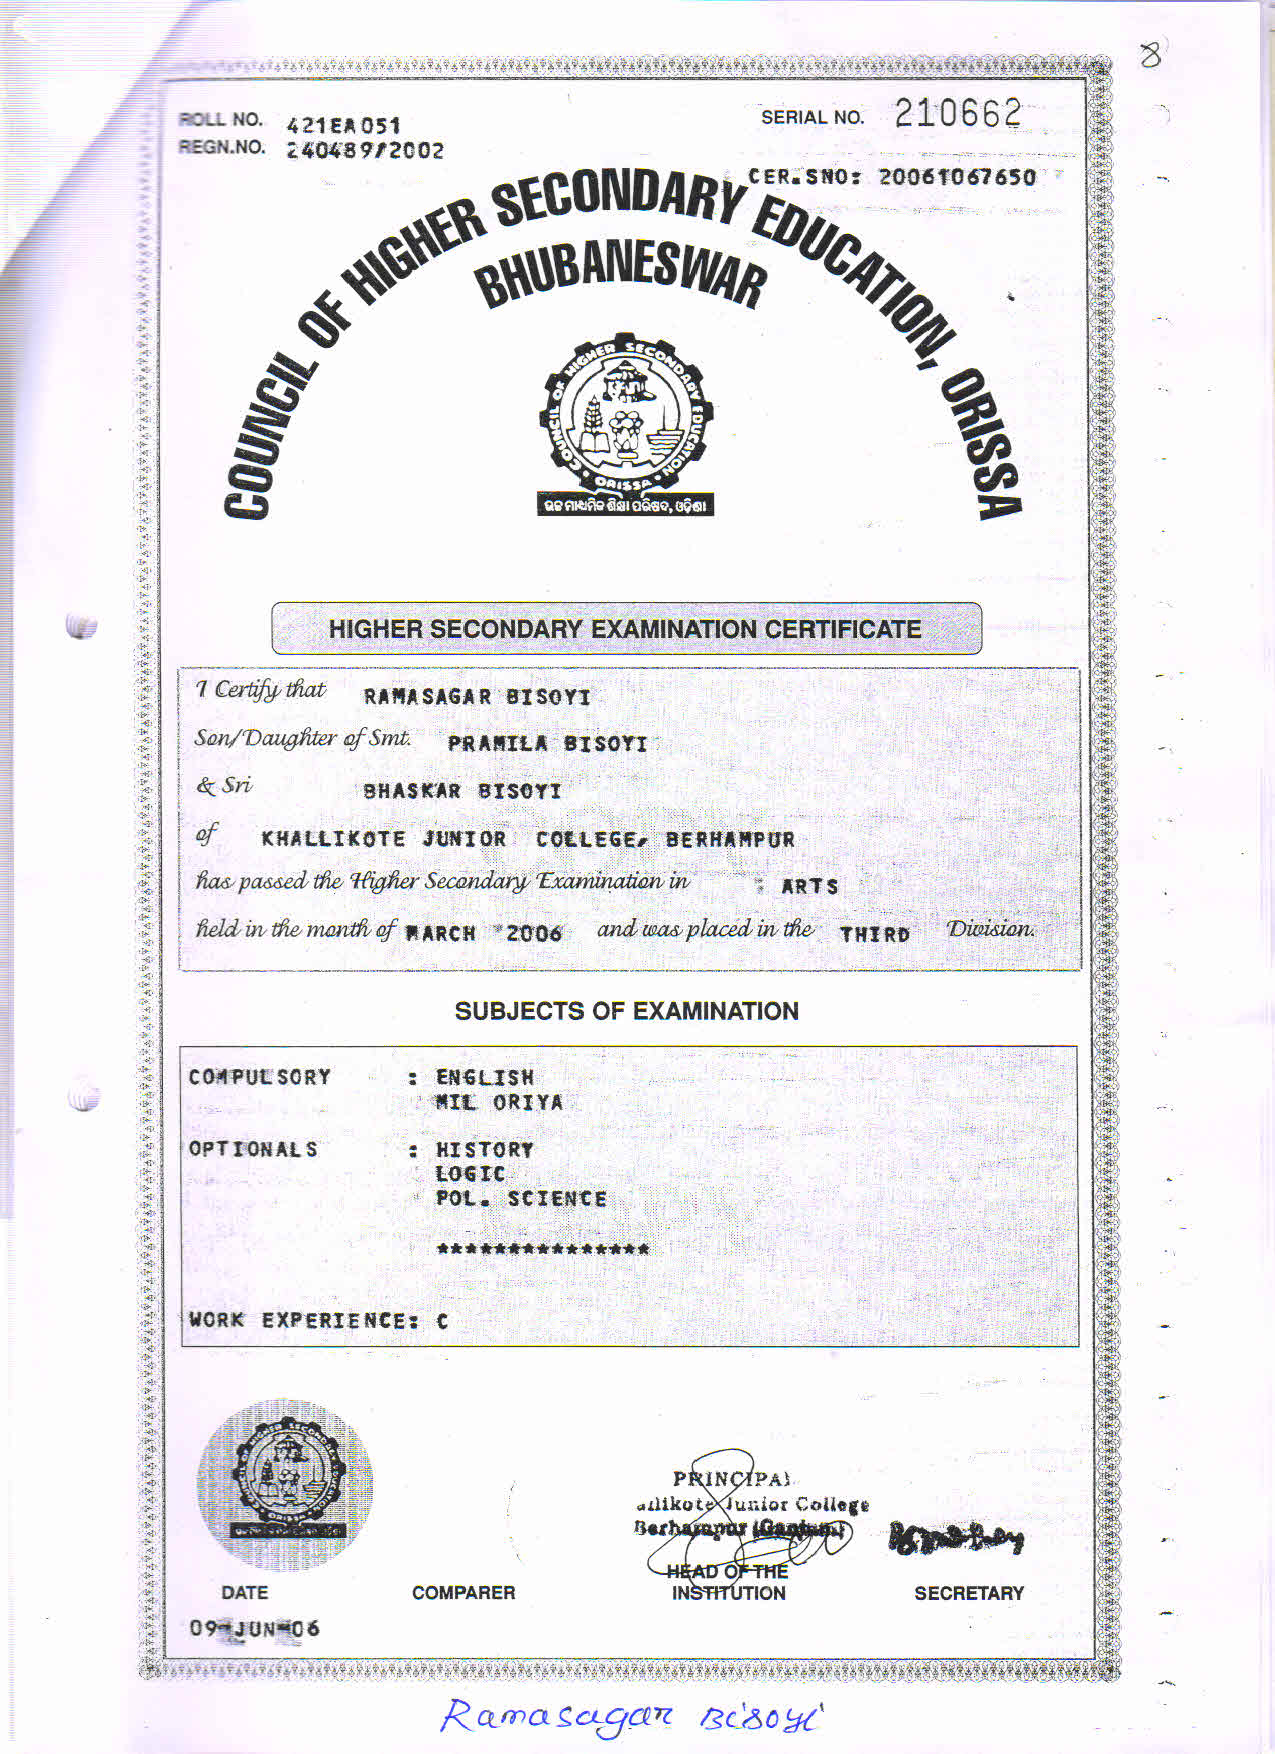 8
ROLL NO. 421EA051
SERIAL NO. 210662
REGN.NO. 240489/2002
CER.SNO: 20061067650
COUNCIL OF HIGHER SECONDARY EDUCATION, ORISSA
BHUBANESWAR
COUNCIL OF HIGHER SECONDARY EDUCATION
ORISSA
ଉଚ୍ଚ ମାଧ୍ୟମିକ ଶିକ୍ଷା ପରିଷଦ, ଓଡ଼ିଶା
HIGHER SECONDARY EXAMINATION CERTIFICATE
I Certify that RAMASAGAR BISOYI
Son/Daughter of Smt. PRAMILA BISOYI
& Sri BHASKAR BISOYI
of KHALLIKOTE JUNIOR COLLEGE, BERHAMPUR
has passed the Higher Secondary Examination in : ARTS
held in the month of MARCH 2006 and was placed in the THIRD Division.
SUBJECTS OF EXAMINATION
COMPULSORY : ENGLISH
MIL ORIYA
OPTIONALS : HISTORY
LOGIC
POL. SCIENCE
***************
WORK EXPERIENCE: C
PRINCIPAL
allikote Junior College
Berhampur (Ganjam)
HEAD OF THE
DATE COMPARER INSTITUTION SECRETARY
09-JUN-06
Ramasagar Bisoyi